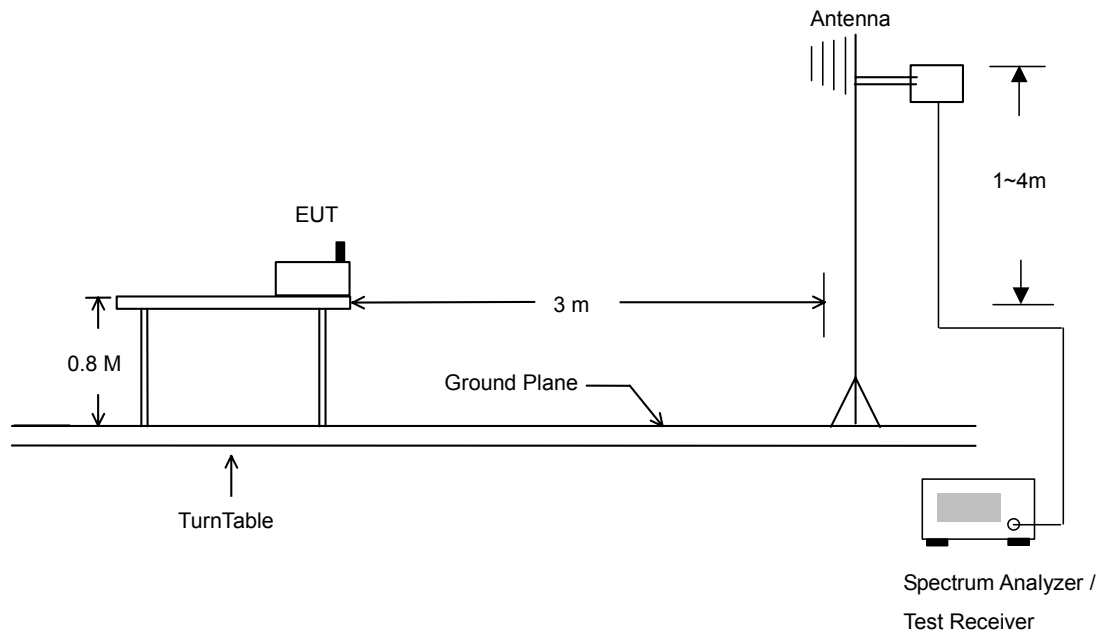 Antenna
1~4m
EUT
3 m
0.8 M
Ground Plane
TurnTable
Spectrum Analyzer /
Test Receiver